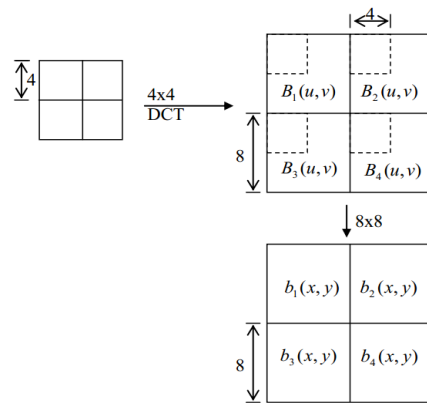 4
4
4x4
DCT
B₁(u,v) B₂(u,v)
8
B₃(u,v) B₄(u,v)
8x8
b₁(x,y) b₂(x,y)
8
b₃(x,y) b₄(x,y)